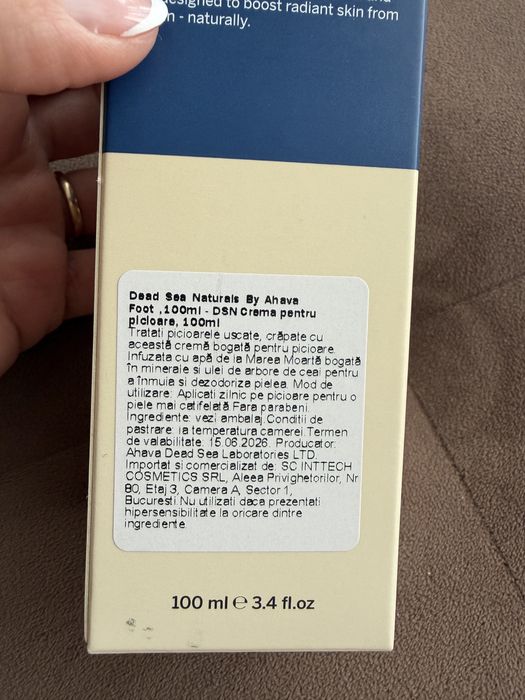 designed to boost radiant skin from
- naturally.
Dead Sea Naturals By Ahava
Foot ,100ml - DSN Crema pentru
picioare, 100ml
Tratati picioarele uscate, crăpate cu
această cremă bogată pentru picioare.
Infuzata cu apă de la Marea Moartă bogată
în minerale si ulei de arbore de ceai pentru
a înmuia si dezodoriza pielea. Mod de
utilizare: Aplicati zilnic pe picioare pentru o
piele mai catifelată.Fara parabeni.
Ingrediente: vezi ambalaj.Conditii de
pastrare: la temperatura camerei.Termen
de valabilitate: 15.06.2026. Producator:
Ahava Dead Sea Laboratories LTD.
Importat si comercializat de: SC INTTECH
COSMETICS SRL, Aleea Privighetorilor, Nr
80, Etaj 3, Camera A, Sector 1,
Bucuresti.Nu utilizati daca prezentati
hipersensibilitate la oricare dintre
ingrediente.
100 ml ℮ 3.4 fl.oz